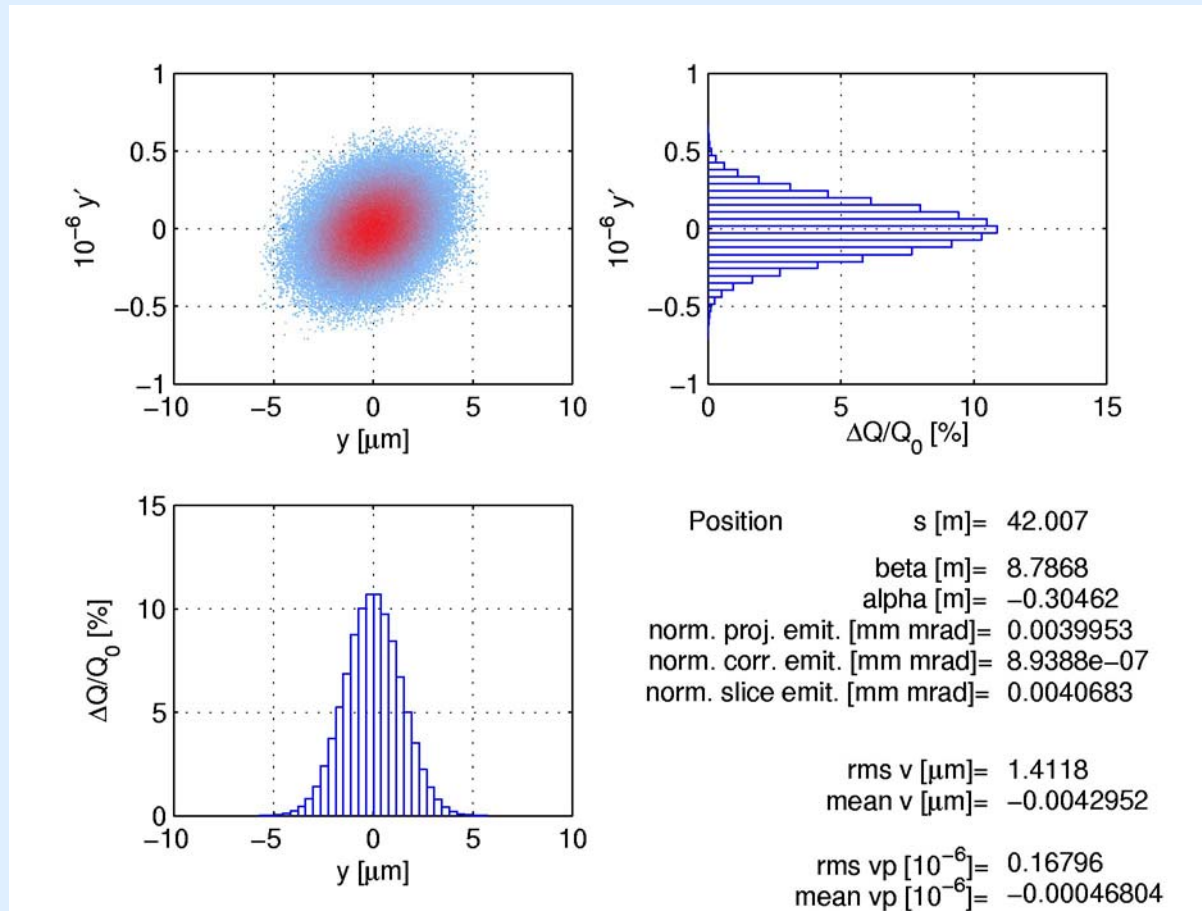 1
0.5
0
−0.5
−1
10⁻⁶ y′
−10
−5
0
5
10
y [μm]
1
0.5
0
−0.5
−1
10⁻⁶ y′
0
5
10
15
ΔQ/Q₀ [%]
15
10
5
0
ΔQ/Q₀ [%]
−10
−5
0
5
10
y [μm]
Position s [m]= 42.007
beta [m]= 8.7868
alpha [m]= −0.30462
norm. proj. emit. [mm mrad]= 0.0039953
norm. corr. emit. [mm mrad]= 8.9388e−07
norm. slice emit. [mm mrad]= 0.0040683
rms v [μm]= 1.4118
mean v [μm]= −0.0042952
rms vp [10⁻⁶]= 0.16796
mean vp [10⁻⁶]= −0.00046804